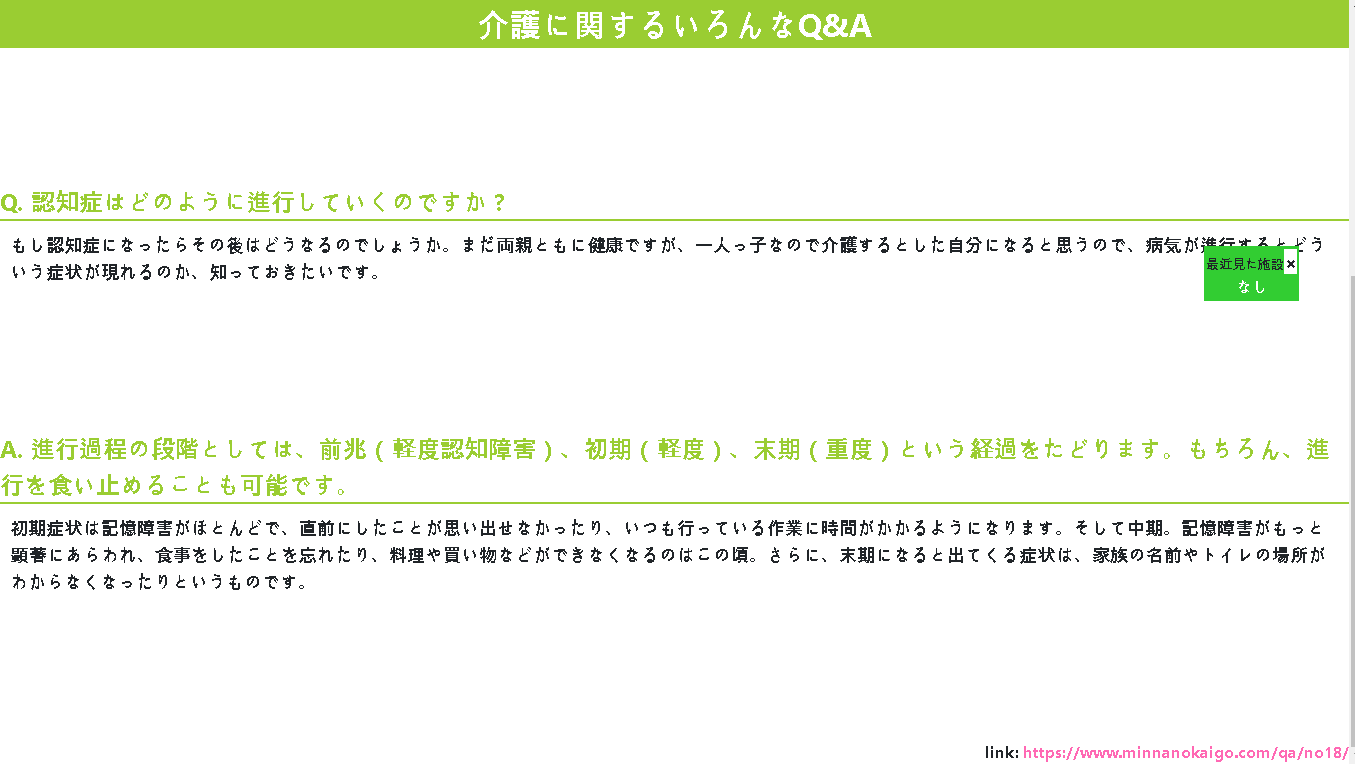 介護に関するいろんなQ&A
Q. 認知症はどのように進行していくのですか？
もし認知症になったらその後はどうなるのでしょうか。まだ両親ともに健康ですが、一人っ子なので介護するとした自分になると思うので、病気が進行するとどう
いう症状が現れるのか、知っておきたいです。
最近見た施設×
なし
A. 進行過程の段階としては、前兆（軽度認知障害）、初期（軽度）、末期（重度）という経過をたどります。もちろん、進
行を食い止めることも可能です。
初期症状は記憶障害がほとんどで、直前にしたことが思い出せなかったり、いつも行っている作業に時間がかかるようになります。そして中期。記憶障害がもっと
顕著にあらわれ、食事をしたことを忘れたり、料理や買い物などができなくなるのはこの頃。さらに、末期になると出てくる症状は、家族の名前やトイレの場所が
わからなくなったりというものです。
link: https://www.minnanokaigo.com/qa/no18/